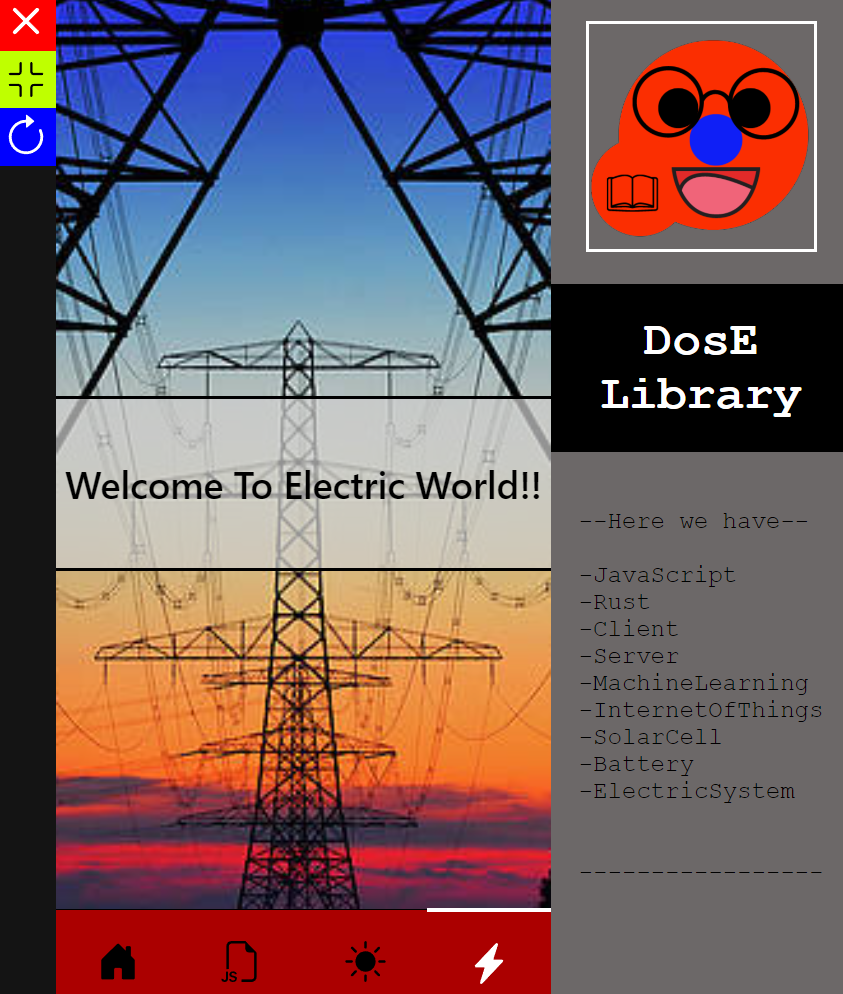 Welcome To Electric World!!
JS
DosE
Library
--Here we have--
-JavaScript
-Rust
-Client
-Server
-MachineLearning
-InternetOfThings
-SolarCell
-Battery
-ElectricSystem
-----------------